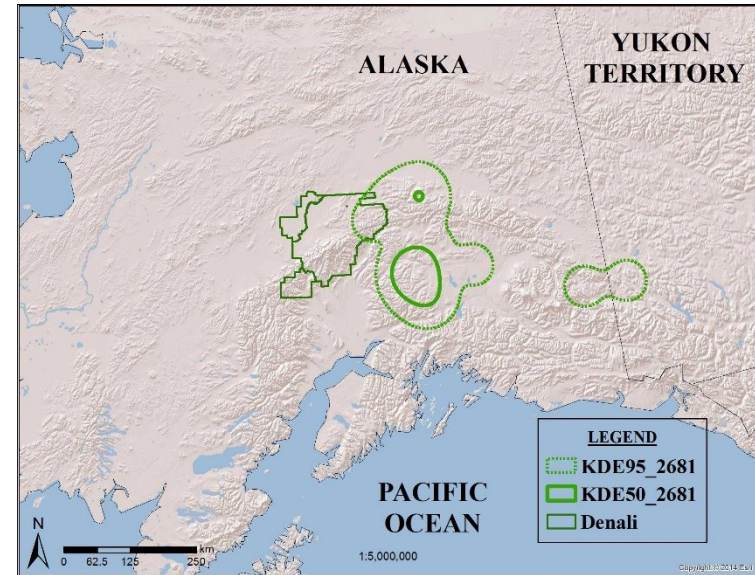 ALASKA
YUKON
TERRITORY
LEGEND
KDE95_2681
KDE50_2681
Denali
PACIFIC
OCEAN
N
km
0 62.5 125 250
1:5,000,000
Copyright:© 2014 Esri